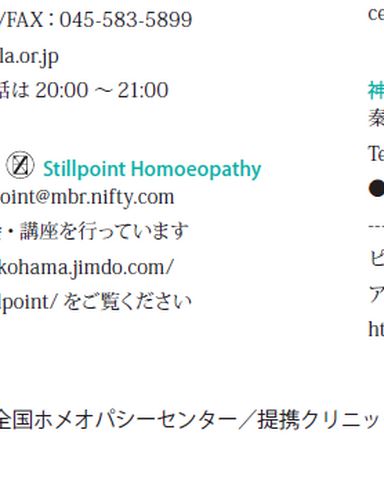 /FAX：045-583-5899
la.or.jp
話は 20:00 ～ 21:00
Stillpoint Homoeopathy
point@mbr.nifty.com
・講座を行っています
kohama.jimdo.com/
lpoint/ をご覧ください
ce
神
秦
Te
●
---
ピ
ア
ht
全国ホメオパシーセンター／提携クリニッ